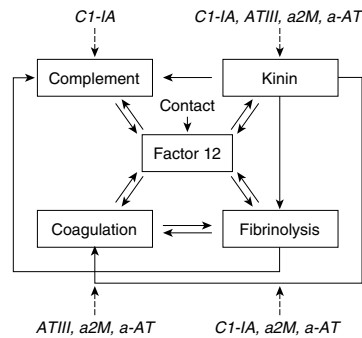 C1-IA
C1-IA, ATIII, a2M, a-AT
Complement
Kinin
Contact
Factor 12
Coagulation
Fibrinolysis
ATIII, a2M, a-AT
C1-IA, a2M, a-AT